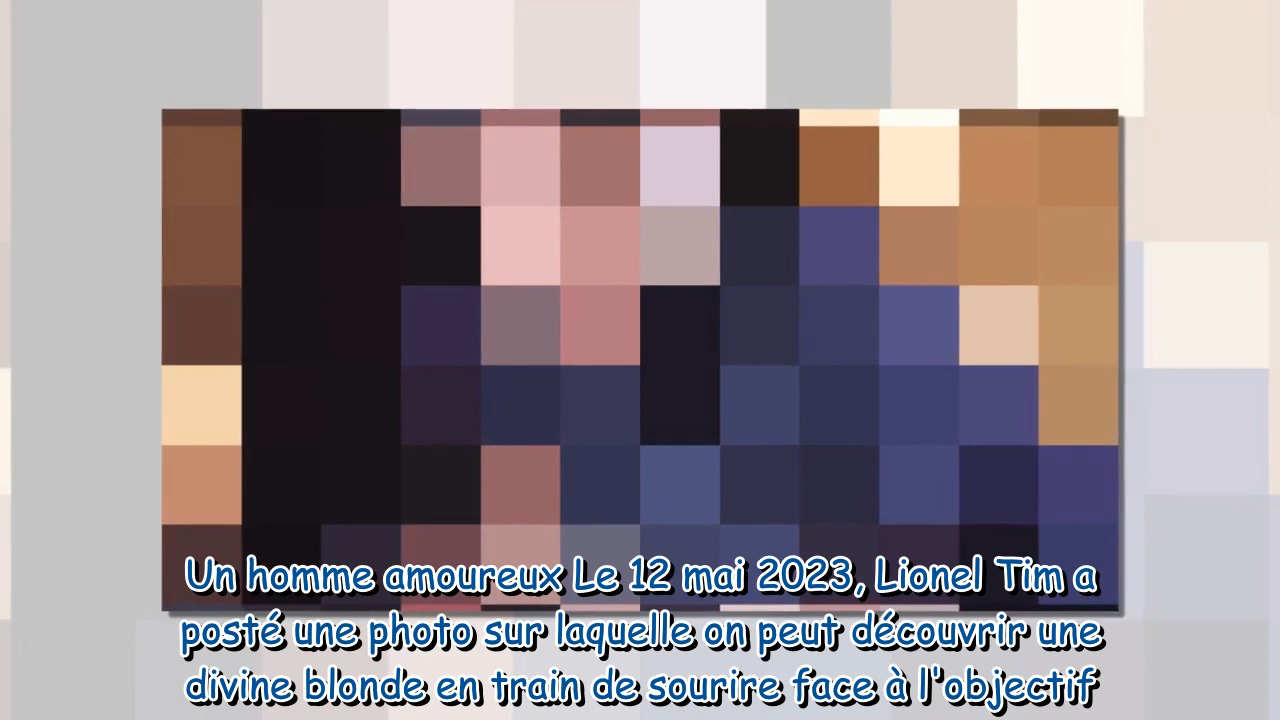 Un homme amoureux Le 12 mai 2023, Lionel Tim a
posté une photo sur laquelle on peut découvrir une
divine blonde en train de sourire face à l'objectif